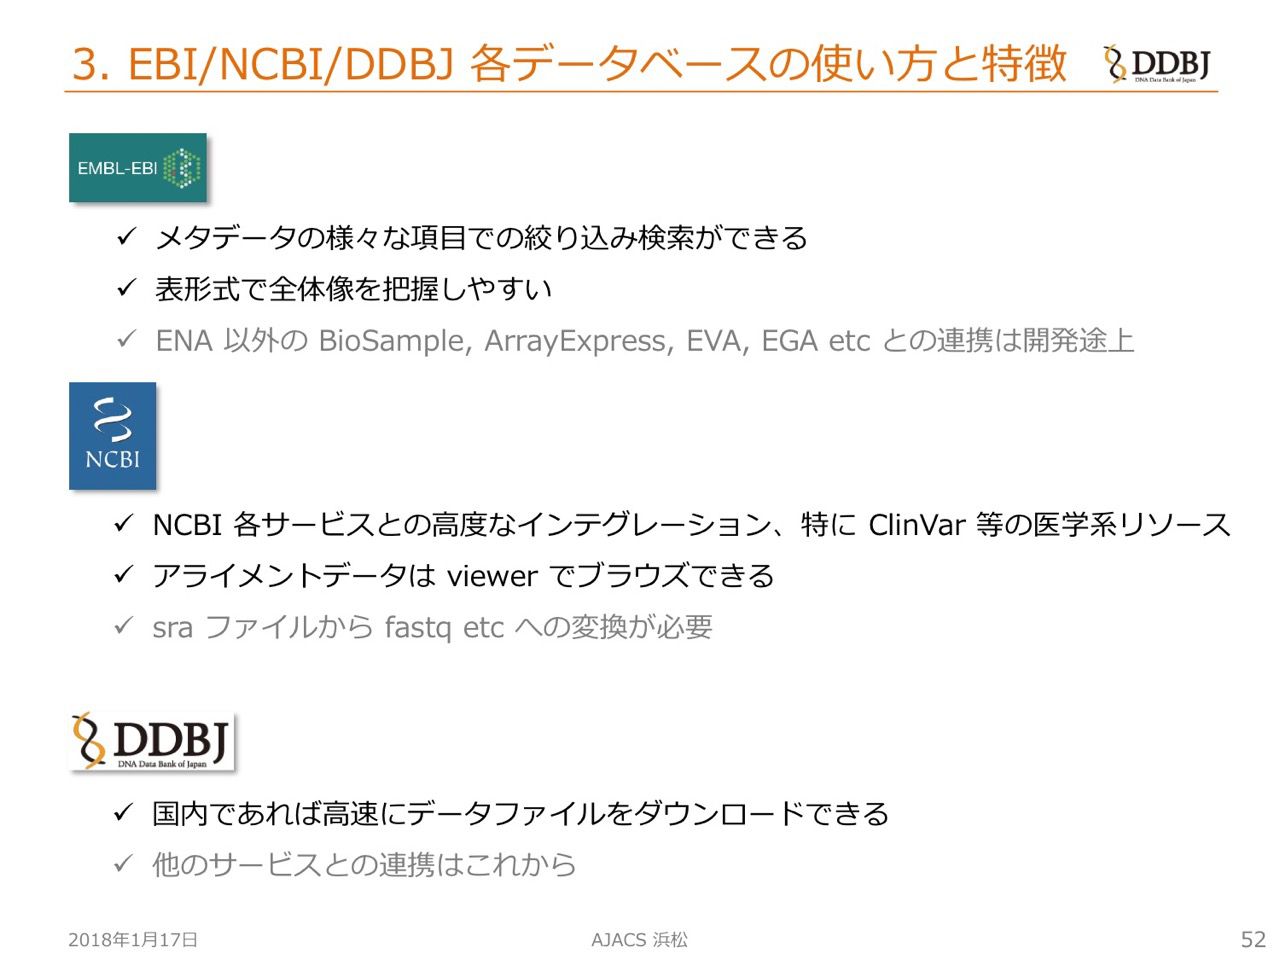 3. EBI/NCBI/DDBJ 各データベースの使い方と特徴
DDBJ
DNA Data Bank of Japan
EMBL-EBI
メタデータの様々な項目での絞り込み検索ができる
表形式で全体像を把握しやすい
ENA 以外の BioSample, ArrayExpress, EVA, EGA etc との連携は開発途上
NCBI
NCBI 各サービスとの高度なインテグレーション、特に ClinVar 等の医学系リソース
アライメントデータは viewer でブラウズできる
sra ファイルから fastq etc への変換が必要
DDBJ
DNA Data Bank of Japan
国内であれば高速にデータファイルをダウンロードできる
他のサービスとの連携はこれから
2018年1月17日
AJACS 浜松
52